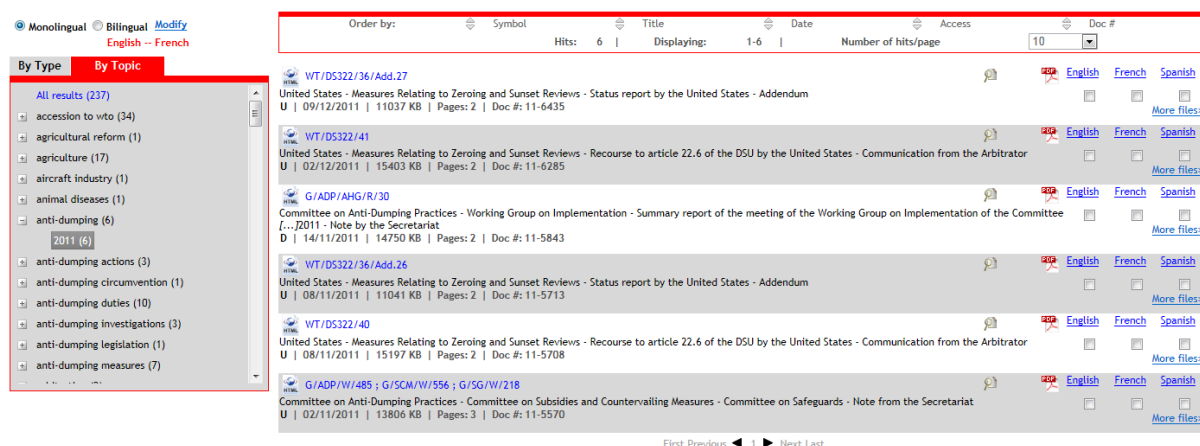 Monolingual Bilingual Modify
English -- French
By Type By Topic
All results (237)
accession to wto (34)
agricultural reform (1)
agriculture (17)
aircraft industry (1)
animal diseases (1)
anti-dumping (6)
2011 (6)
anti-dumping actions (3)
anti-dumping circumvention (1)
anti-dumping duties (10)
anti-dumping investigations (3)
anti-dumping legislation (1)
anti-dumping measures (7)
Order by: Symbol Title Date Access Doc #
Hits: 6 | Displaying: 1-6 | Number of hits/page 10
HTML WT/DS322/36/Add.27 PDF English French Spanish
United States - Measures Relating to Zeroing and Sunset Reviews - Status report by the United States - Addendum
U | 09/12/2011 | 11037 KB | Pages: 2 | Doc #: 11-6435
More files
HTML WT/DS322/41 PDF English French Spanish
United States - Measures Relating to Zeroing and Sunset Reviews - Recourse to article 22.6 of the DSU by the United States - Communication from the Arbitrator
U | 02/12/2011 | 15403 KB | Pages: 2 | Doc #: 11-6285
More files
HTML G/ADP/AHG/R/30 PDF English French Spanish
Committee on Anti-Dumping Practices - Working Group on Implementation - Summary report of the meeting of the Working Group on Implementation of the Committee
[...]2011 - Note by the Secretariat
D | 14/11/2011 | 14750 KB | Pages: 2 | Doc #: 11-5843
More files
HTML WT/DS322/36/Add.26 PDF English French Spanish
United States - Measures Relating to Zeroing and Sunset Reviews - Status report by the United States - Addendum
U | 08/11/2011 | 11041 KB | Pages: 2 | Doc #: 11-5713
More files
HTML WT/DS322/40 PDF English French Spanish
United States - Measures Relating to Zeroing and Sunset Reviews - Recourse to article 22.6 of the DSU by the United States - Communication from the Arbitrator
U | 08/11/2011 | 15197 KB | Pages: 2 | Doc #: 11-5708
More files
HTML G/ADP/W/485 ; G/SCM/W/556 ; G/SG/W/218 PDF English French Spanish
Committee on Anti-Dumping Practices - Committee on Subsidies and Countervailing Measures - Committee on Safeguards - Note from the Secretariat
U | 02/11/2011 | 13806 KB | Pages: 3 | Doc #: 11-5570
More files
First Previous 1 Next Last